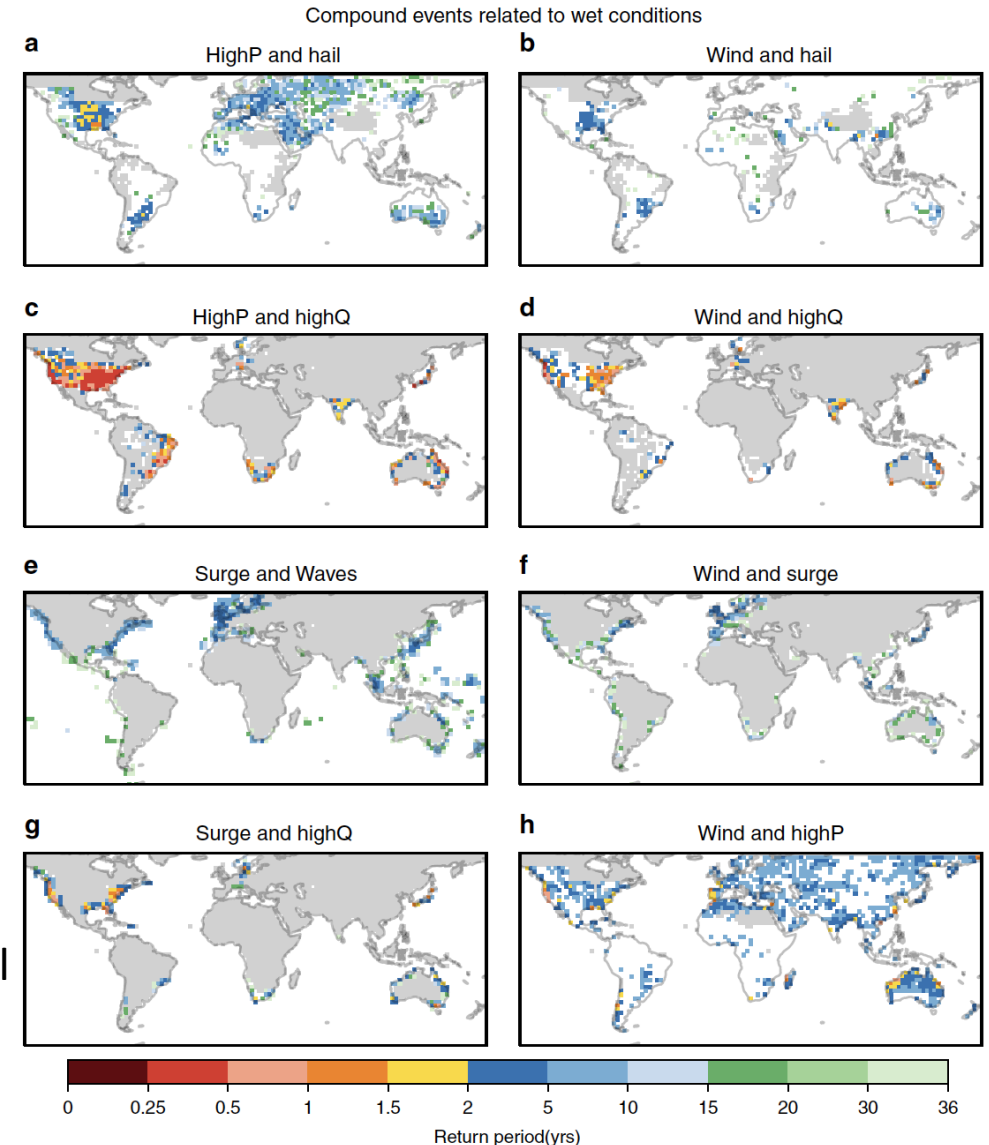 Compound events related to wet conditions
a
HighP and hail
b
Wind and hail
c
HighP and highQ
d
Wind and highQ
e
Surge and Waves
f
Wind and surge
g
Surge and highQ
h
Wind and highP
0 0.25 0.5 1 1.5 2 5 10 15 20 30 36
Return period(yrs)